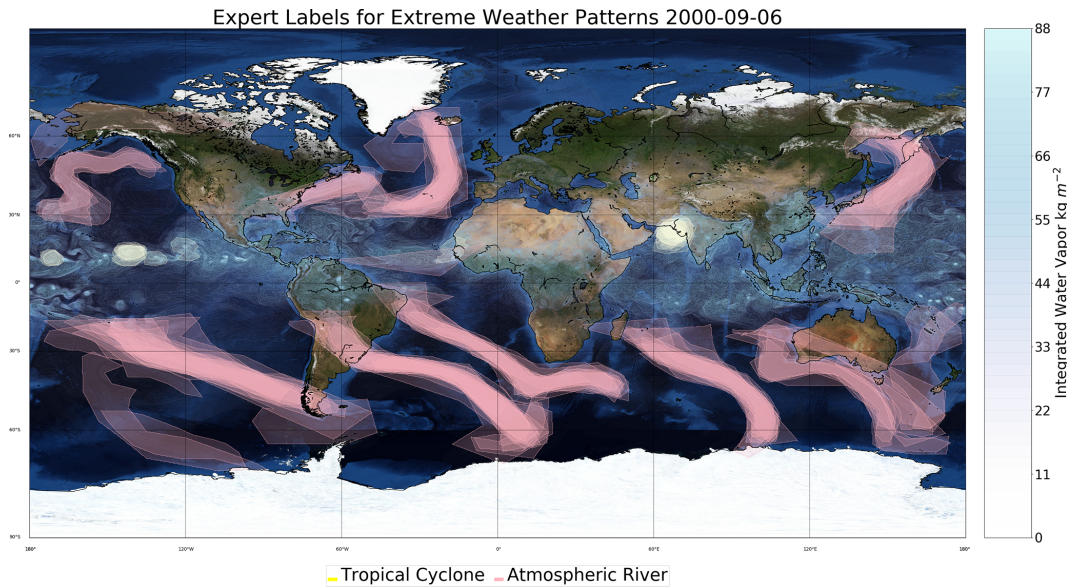 Expert Labels for Extreme Weather Patterns 2000-09-06
88
77
66
55
44
33
22
11
0
Integrated Water Vapor kg m⁻²
60°N
30°N
0°
30°S
60°S
90°S
180° 120°W 60°W 0° 60°E 120°E 180°
Tropical Cyclone Atmospheric River